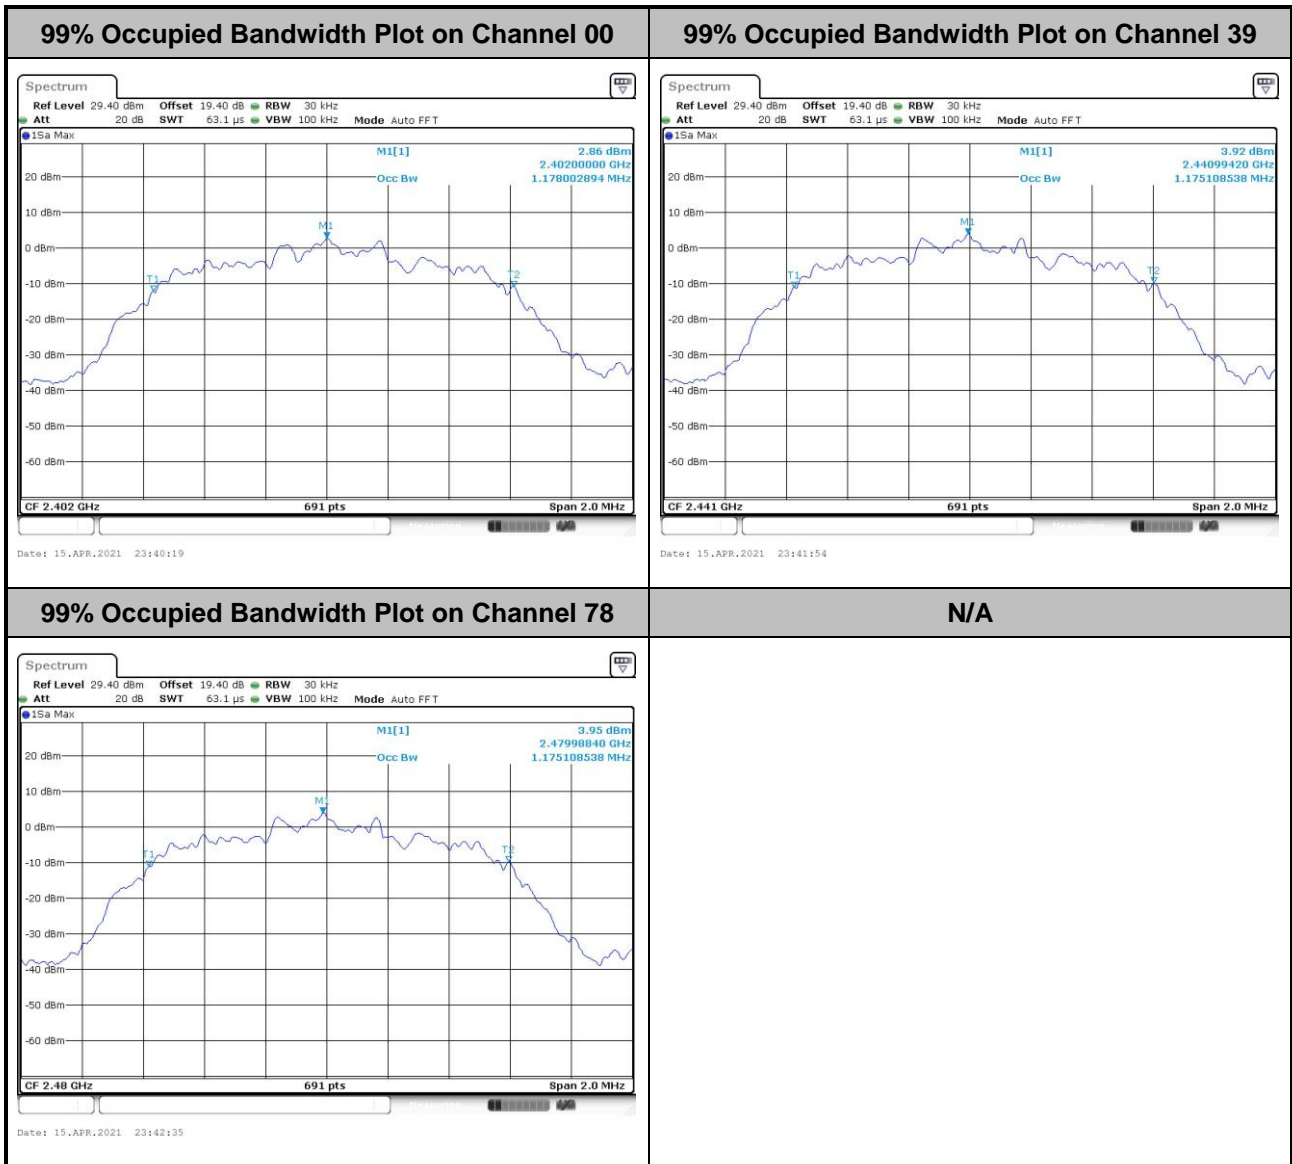 99% Occupied Bandwidth Plot on Channel 00
Spectrum
Ref Level 29.40 dBm Offset 19.40 dB RBW 30 kHz
Att 20 dB SWT 63.1 µs VBW 100 kHz Mode Auto FFT
1Sa Max
M1[1] 2.86 dBm
2.40200000 GHz
Occ Bw 1.178002894 MHz
20 dBm
10 dBm
M1
0 dBm
T1
T2
-10 dBm
-20 dBm
-30 dBm
-40 dBm
-50 dBm
-60 dBm
CF 2.402 GHz 691 pts Span 2.0 MHz
Date: 15.APR.2021 23:40:19
99% Occupied Bandwidth Plot on Channel 39
Spectrum
Ref Level 29.40 dBm Offset 19.40 dB RBW 30 kHz
Att 20 dB SWT 63.1 µs VBW 100 kHz Mode Auto FFT
1Sa Max
M1[1] 3.92 dBm
2.44099420 GHz
Occ Bw 1.175108538 MHz
20 dBm
10 dBm
M1
0 dBm
T1
T2
-10 dBm
-20 dBm
-30 dBm
-40 dBm
-50 dBm
-60 dBm
CF 2.441 GHz 691 pts Span 2.0 MHz
Date: 15.APR.2021 23:41:54
99% Occupied Bandwidth Plot on Channel 78
Spectrum
Ref Level 29.40 dBm Offset 19.40 dB RBW 30 kHz
Att 20 dB SWT 63.1 µs VBW 100 kHz Mode Auto FFT
1Sa Max
M1[1] 3.95 dBm
2.47998840 GHz
Occ Bw 1.175108538 MHz
20 dBm
10 dBm
M1
0 dBm
T1
T2
-10 dBm
-20 dBm
-30 dBm
-40 dBm
-50 dBm
-60 dBm
CF 2.48 GHz 691 pts Span 2.0 MHz
Date: 15.APR.2021 23:42:35
N/A